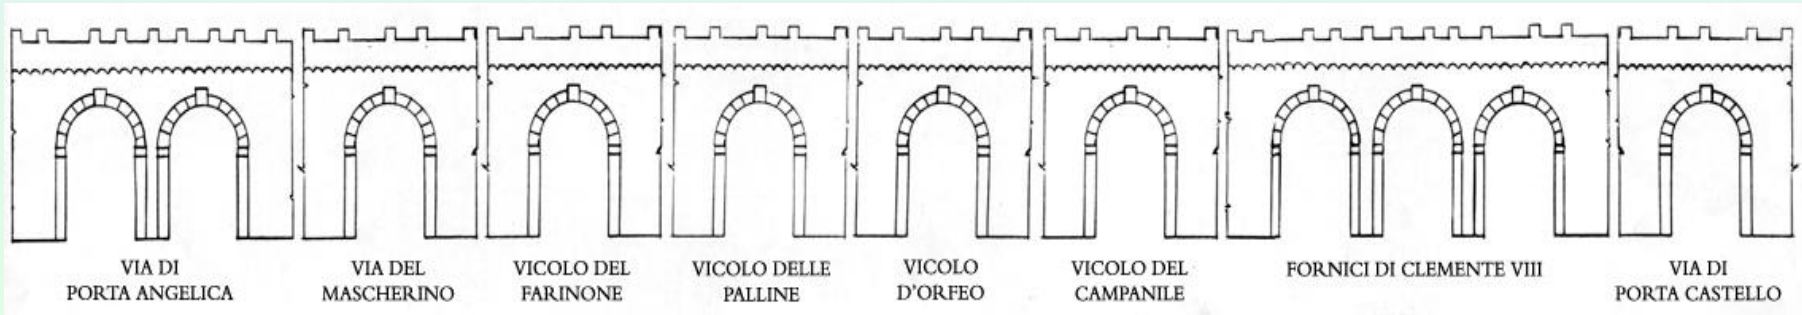 VIA DI
PORTA ANGELICA
VIA DEL
MASCHERINO
VICOLO DEL
FARINONE
VICOLO DELLE
PALLINE
VICOLO
D'ORFEO
VICOLO DEL
CAMPANILE
FORNICI DI CLEMENTE VIII
VIA DI
PORTA CASTELLO